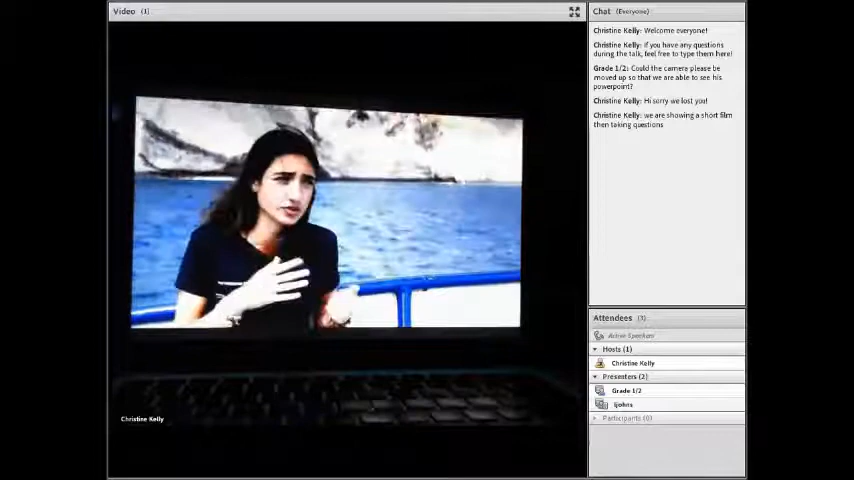 Video (1)
Christine Kelly
Chat (Everyone)
Christine Kelly: Welcome everyone!
Christine Kelly: if you have any questions
during the talk, feel free to type them here!
Grade 1/2: Could the camera please be
moved up so that we are able to see his
powerpoint?
Christine Kelly: Hi sorry we lost you!
Christine Kelly: we are showing a short film
then taking questions
Attendees (3)
Active Speakers
Hosts (1)
Christine Kelly
Presenters (2)
Grade 1/2
ljohns
Participants (0)